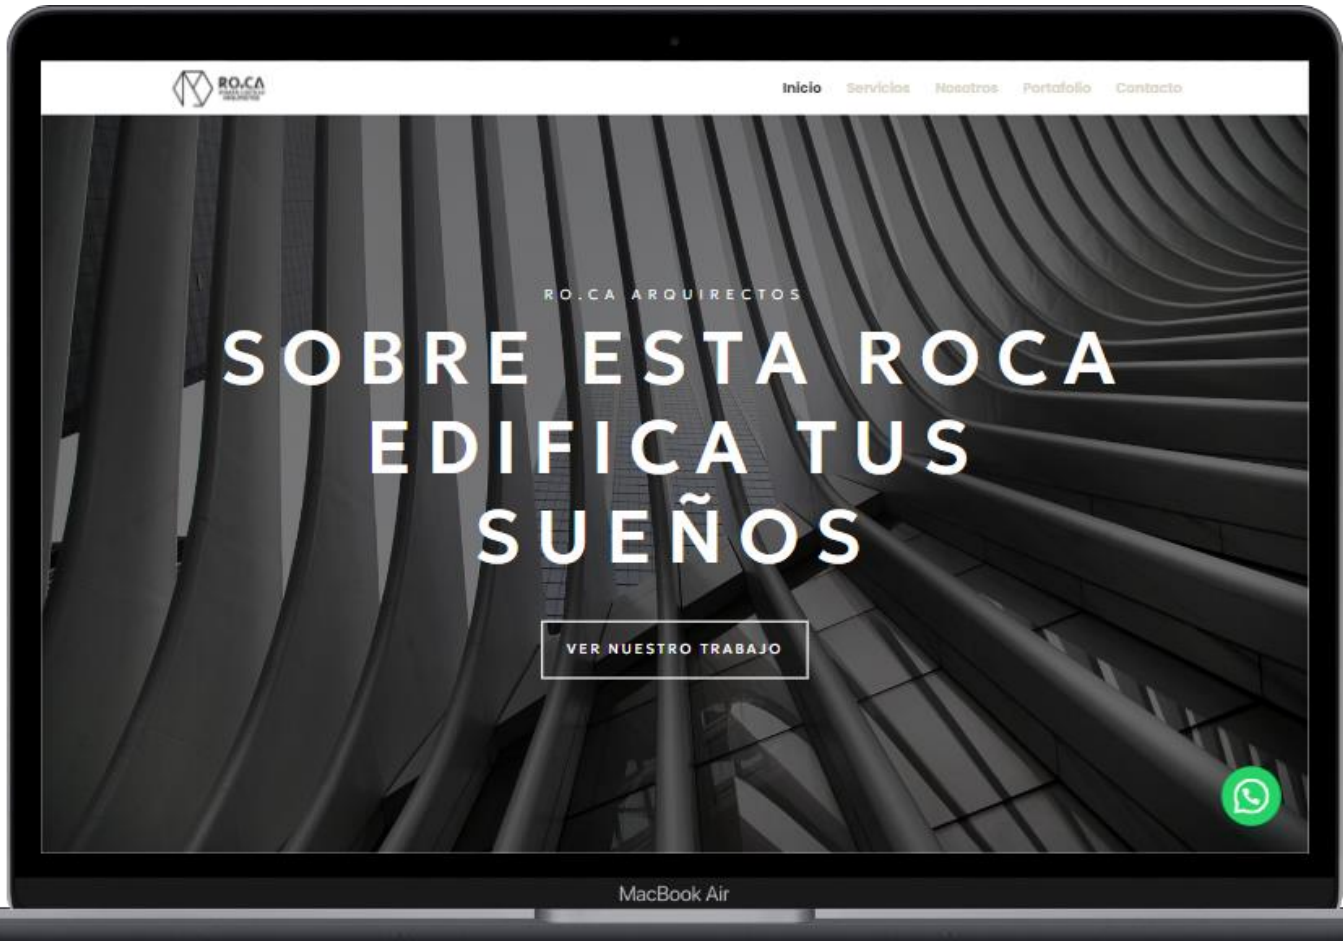 RO.CA
Inicio Servicios Nosotros Portafolio Contacto
RO.CA ARQUIRECTOS
SOBRE ESTA ROCA
EDIFICA TUS
SUEÑOS
VER NUESTRO TRABAJO
MacBook Air